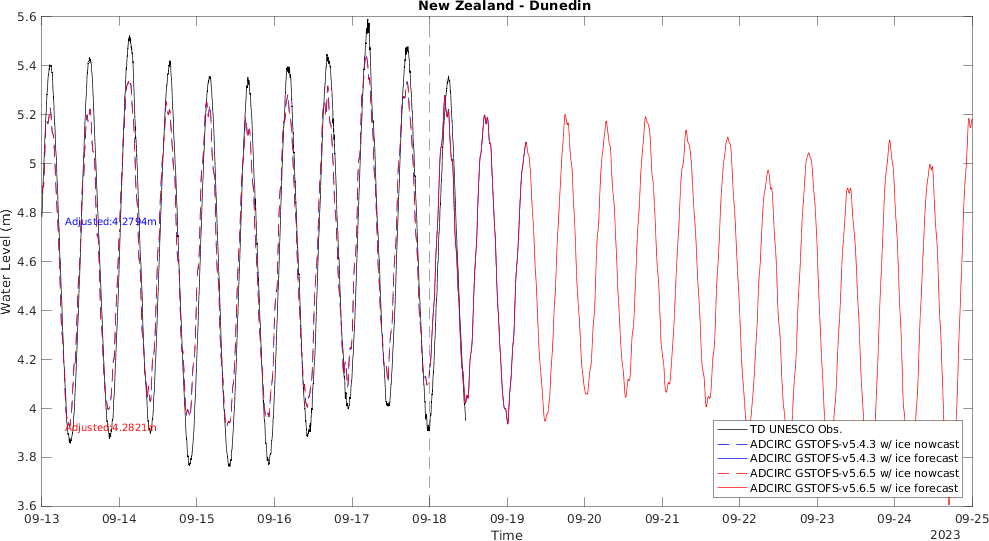 New Zealand - Dunedin
5.6
5.4
5.2
5
4.8
4.6
4.4
4.2
4
3.8
3.6
Water Level (m)
Adjusted:4.2794m
Adjusted:4.2821m
TD UNESCO Obs.
ADCIRC GSTOFS-v5.4.3 w/ ice nowcast
ADCIRC GSTOFS-v5.4.3 w/ ice forecast
ADCIRC GSTOFS-v5.6.5 w/ ice nowcast
ADCIRC GSTOFS-v5.6.5 w/ ice forecast
09-13 09-14 09-15 09-16 09-17 09-18 09-19 09-20 09-21 09-22 09-23 09-24 09-25
Time
2023